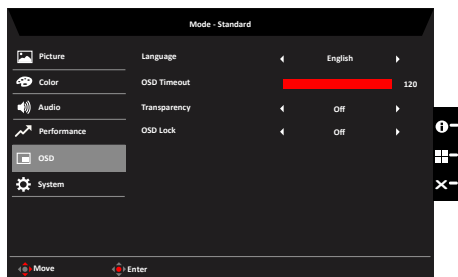 Mode - Standard
Picture
Language English
Color
OSD Timeout 120
Audio
Transparency Off
Performance
OSD Lock Off
OSD
System
Move Enter